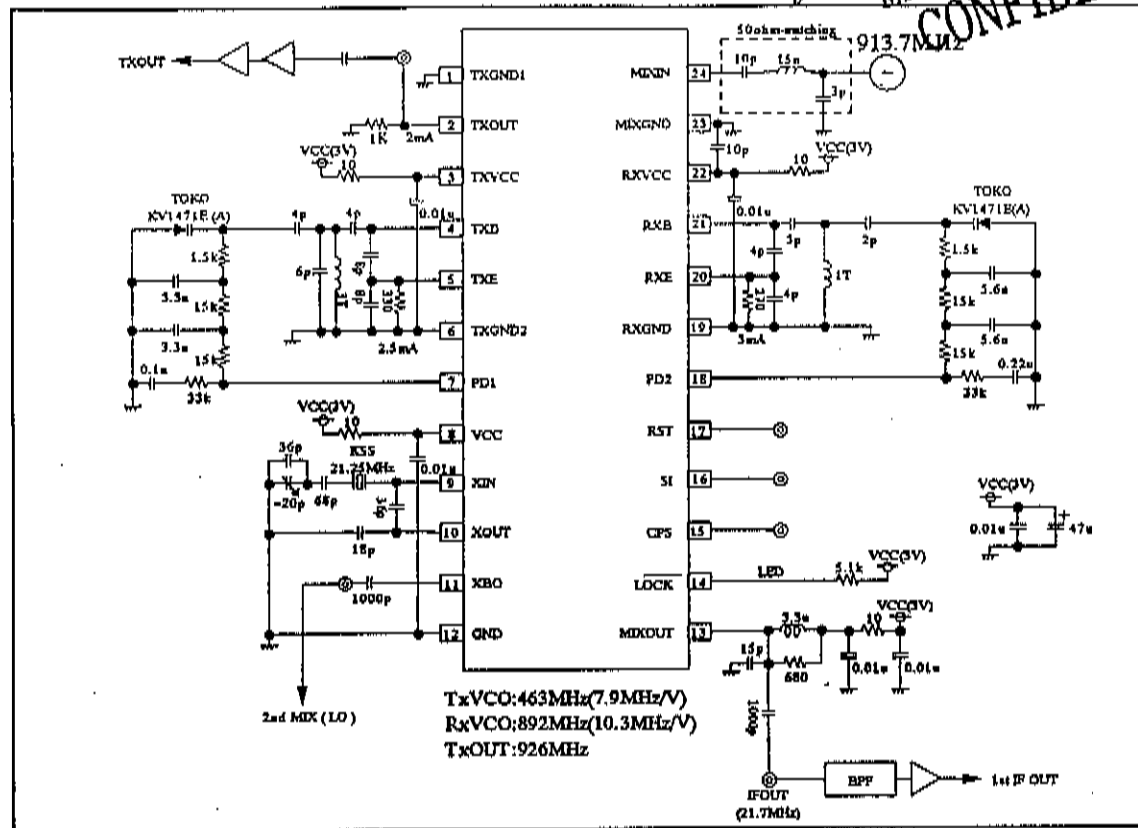 CONFIDE
50ohm-matching
913.7MHz
10p
15n
3p
TXOUT
1K
2mA
1 TXGND1
2 TXOUT
3 TXVCC
4 TXB
5 TXE
6 TXGND2
7 PD1
8 VCC
9 XIN
10 XOUT
11 XBO
12 GND
MIXIN 24
MIXGND 23
RXVCC 22
RXB 21
RXE 20
RXGND 19
PD2 18
RST 17
SI 16
CPS 15
LOCK 14
MIXOUT 13
VCC(3V)
10
0.01u
TOKO
KV1471E(A)
4p
4p
6p
1T
8p
330
2.5mA
1.5k
3.3n
15k
3.3n
15k
0.1u
33k
VCC(3V)
10
0.01u
KSS
21.25MHz
36p
~20p
68p
18p
1000p
2nd MIX (LO)
10p
10
VCC(3V)
0.01u
5p
2p
4p
4p
330
1T
3mA
TOKO
KV1471E(A)
1.5k
5.6n
15k
5.6n
15k
0.22u
33k
VCC(3V)
0.01u
47u
LED
5.1k
VCC(3V)
3.3u
10
VCC(3V)
15p
680
0.01u
0.01u
1000p
IFOUT
(21.7MHz)
BPF
1st IF OUT
TxVCO:463MHz(7.9MHz/V)
RxVCO:892MHz(10.3MHz/V)
TxOUT:926MHz